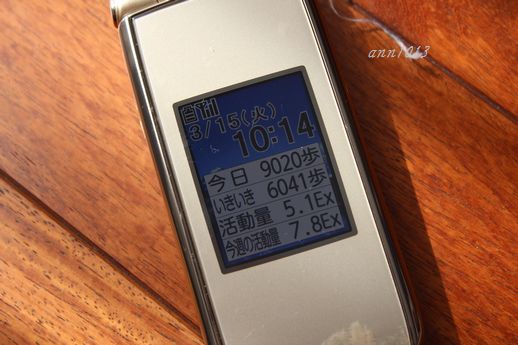 ann1013
3/15(火)
10:14
今日 9020歩
いきいき 6041歩
活動量 5.1Ex
今週の活動量 7.8Ex